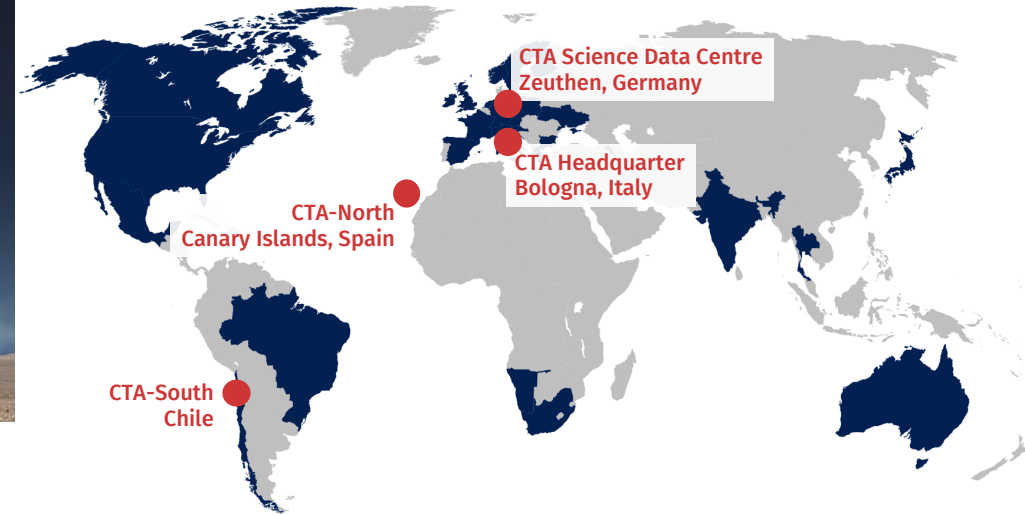 CTA Science Data Centre
Zeuthen, Germany
CTA Headquarter
Bologna, Italy
CTA-North
Canary Islands, Spain
CTA-South
Chile